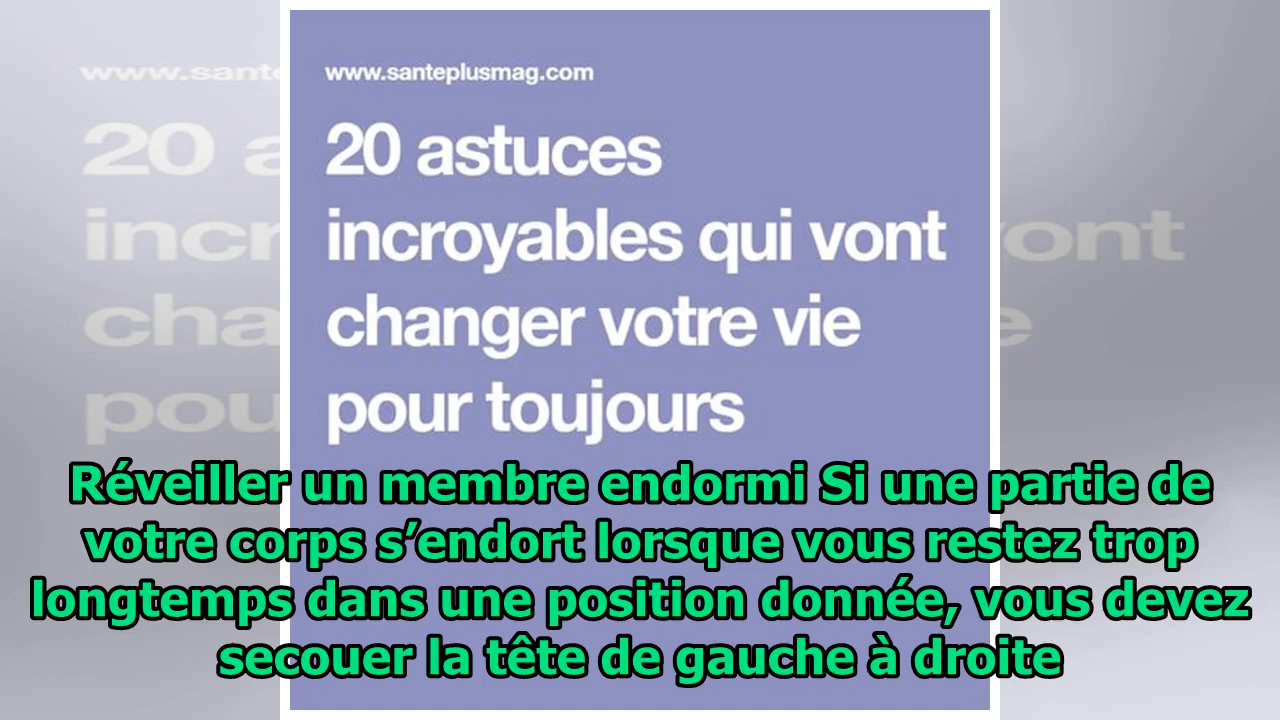 www.santeplusmag.com
20 astuces
incroyables qui vont
changer votre vie
pour toujours
Réveiller un membre endormi Si une partie de
votre corps s’endort lorsque vous restez trop
longtemps dans une position donnée, vous devez
secouer la tête de gauche à droite